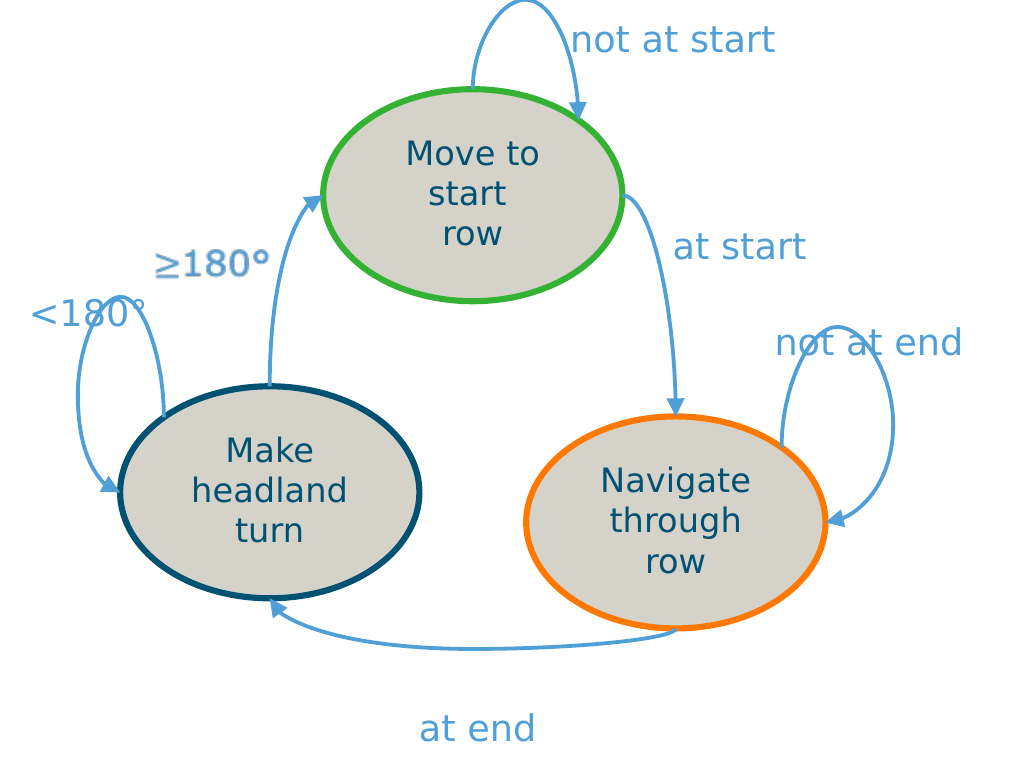 not at start
Move to
start
row
at start
≥180°
<180°
not at end
Make
headland
turn
Navigate
through
row
at end